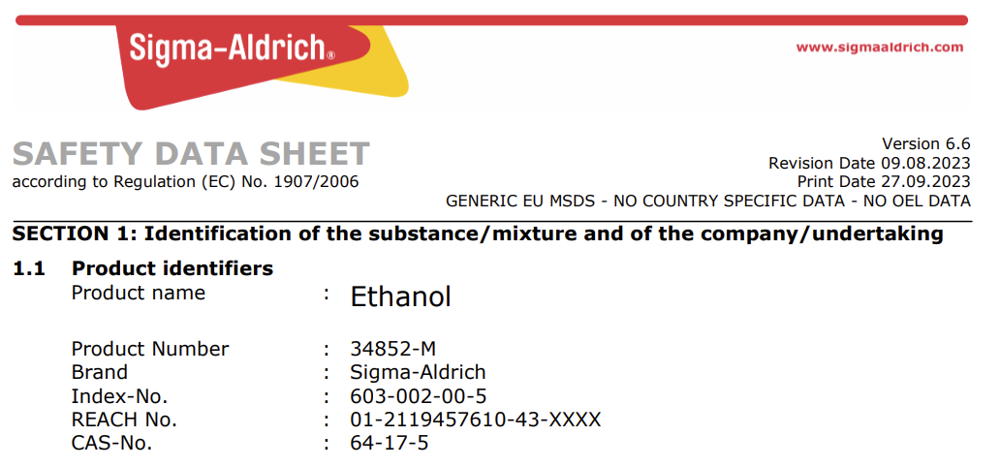 Sigma-Aldrich®
www.sigmaaldrich.com
SAFETY DATA SHEET
according to Regulation (EC) No. 1907/2006
Version 6.6
Revision Date 09.08.2023
Print Date 27.09.2023
GENERIC EU MSDS - NO COUNTRY SPECIFIC DATA - NO OEL DATA
SECTION 1: Identification of the substance/mixture and of the company/undertaking
1.1 Product identifiers
Product name : Ethanol
Product Number : 34852-M
Brand : Sigma-Aldrich
Index-No. : 603-002-00-5
REACH No. : 01-2119457610-43-XXXX
CAS-No. : 64-17-5